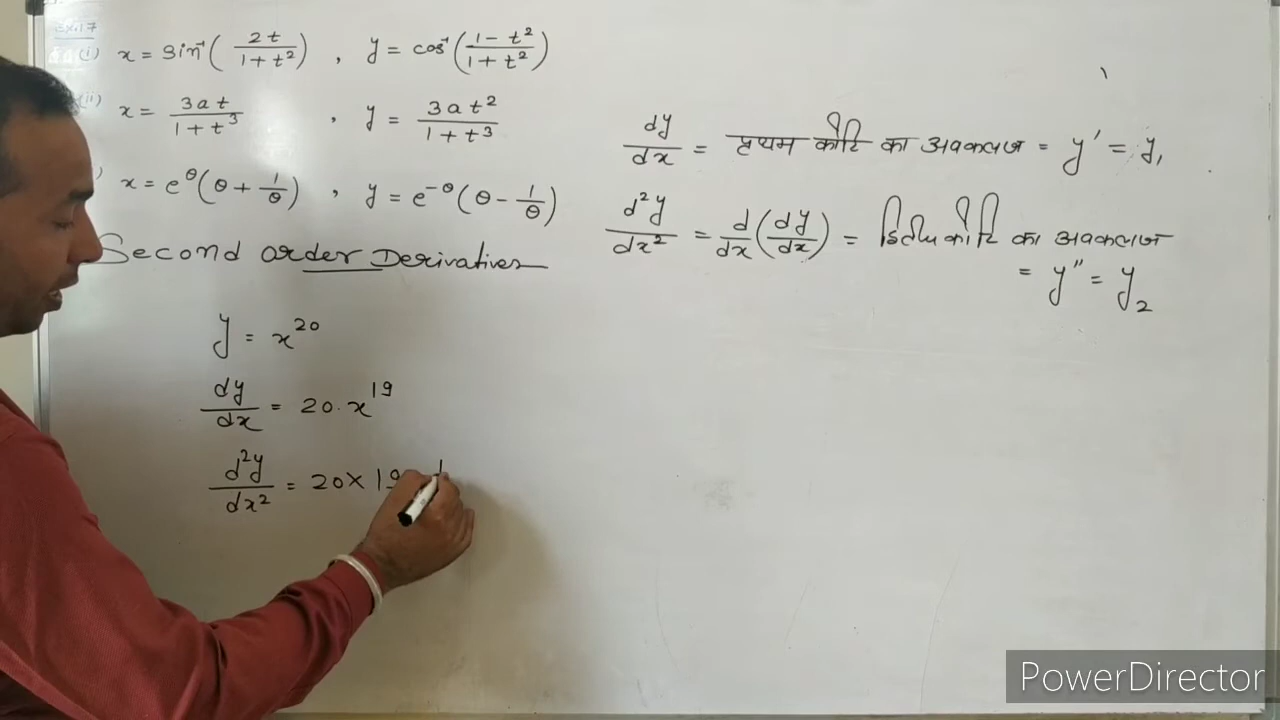 Ex.17
(i) x = sin⁻¹(2t/(1+t²)) , y = cos⁻¹((1-t²)/(1+t²))
(ii) x = 3at/(1+t³) , y = 3at²/(1+t³)
) x = e^θ(θ + 1/θ) , y = e^-θ(θ - 1/θ)
Second order Derivatives
y = x²⁰
dy/dx = 20.x¹⁹
d²y/dx² = 20×19
dy/dx = प्रथम कोटि का अवकलज = y' = y₁
d²y/dx² = d/dx(dy/dx) = द्वितीय कोटि का अवकलज
= y" = y₂
PowerDirector